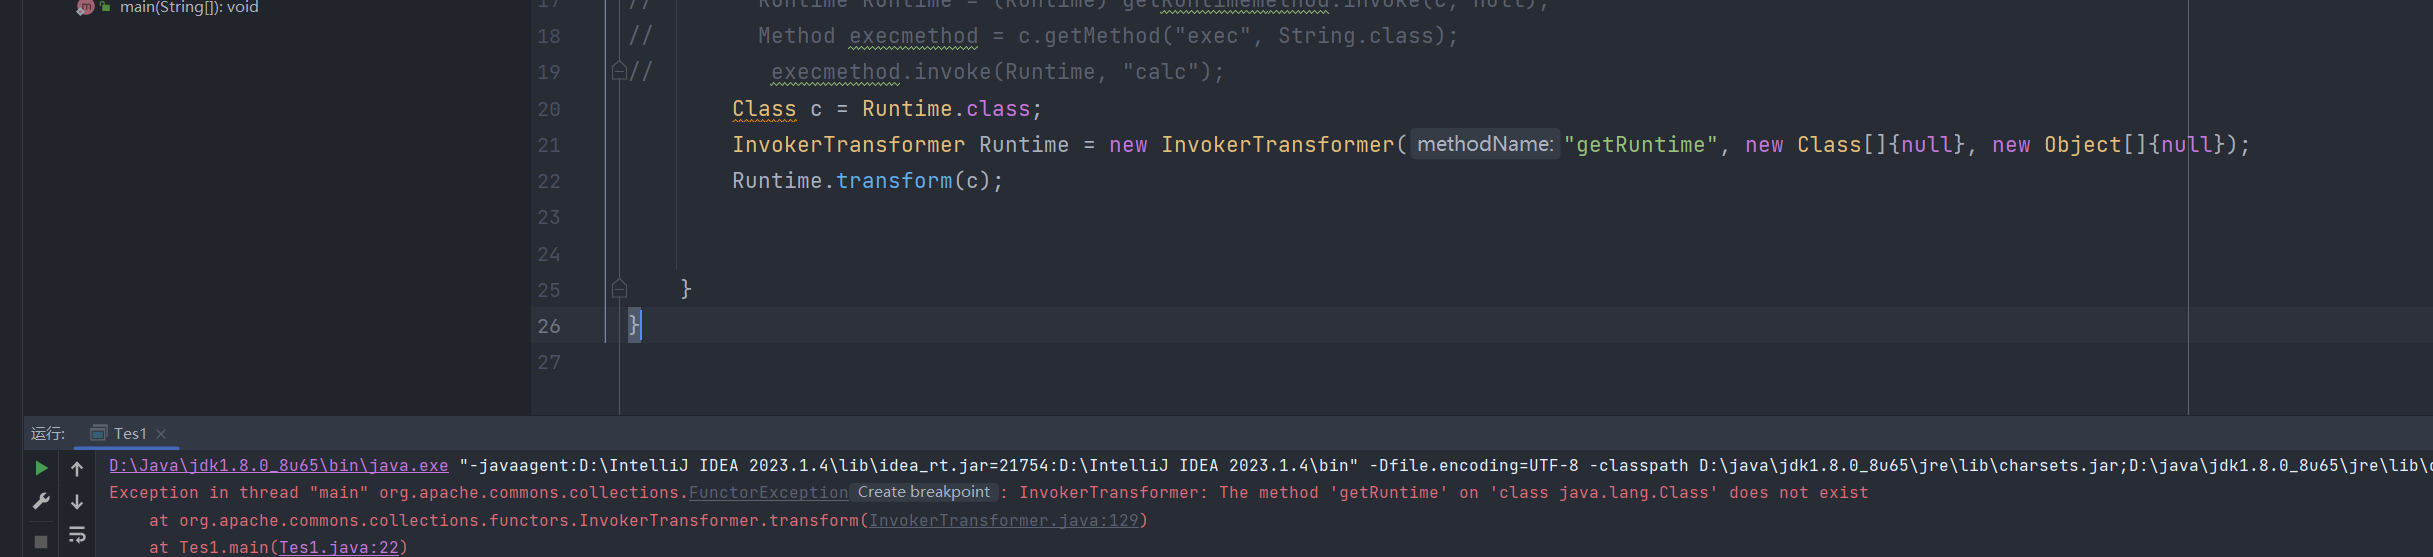 main(String[]): void
17 // Runtime Runtime = (Runtime) getRuntimemethod.invoke(c, null);
18 // Method execmethod = c.getMethod("exec", String.class);
19 // execmethod.invoke(Runtime, "calc");
20 Class c = Runtime.class;
21 InvokerTransformer Runtime = new InvokerTransformer( methodName: "getRuntime", new Class[]{null}, new Object[]{null});
22 Runtime.transform(c);
23
24
25 }
26 }
27
运行: Tes1
D:\Java\jdk1.8.0_8u65\bin\java.exe "-javaagent:D:\IntelliJ IDEA 2023.1.4\lib\idea_rt.jar=21754:D:\IntelliJ IDEA 2023.1.4\bin" -Dfile.encoding=UTF-8 -classpath D:\java\jdk1.8.0_8u65\jre\lib\charsets.jar;D:\java\jdk1.8.0_8u65\jre\lib\
Exception in thread "main" org.apache.commons.collections.FunctorException Create breakpoint : InvokerTransformer: The method 'getRuntime' on 'class java.lang.Class' does not exist
at org.apache.commons.collections.functors.InvokerTransformer.transform(InvokerTransformer.java:129)
at Tes1.main(Tes1.java:22)